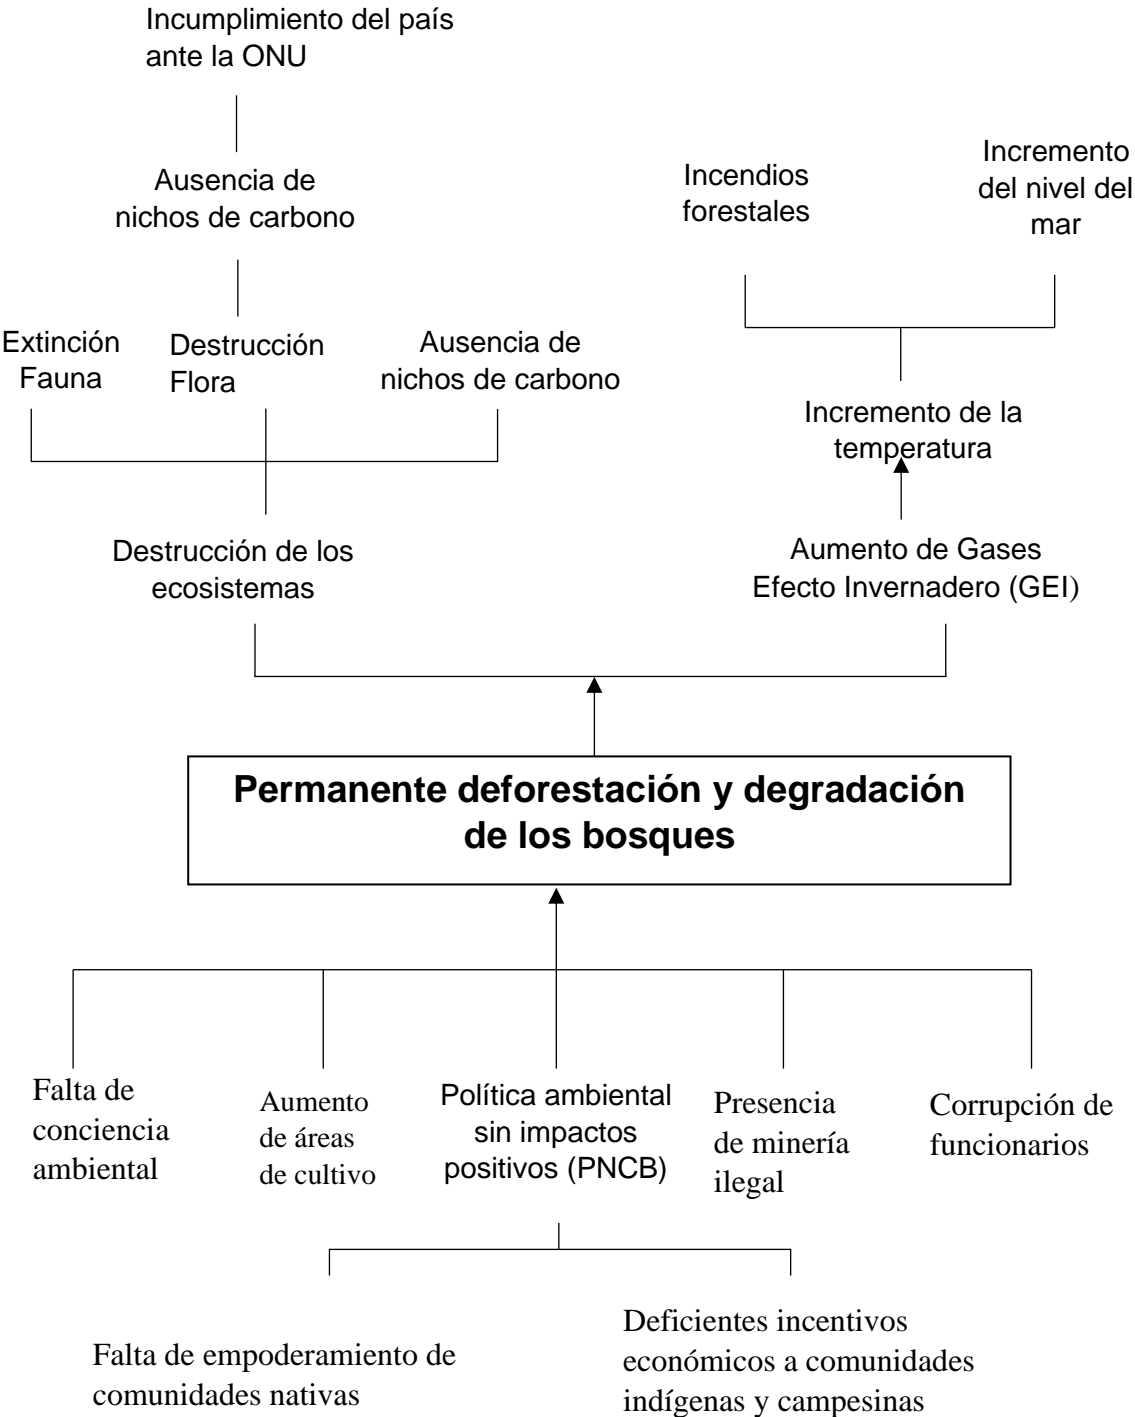 Incumplimiento del país
ante la ONU
Ausencia de
nichos de carbono
Incendios
forestales
Incremento
del nivel del
mar
Extinción
Fauna
Destrucción
Flora
Ausencia de
nichos de carbono
Incremento de la
temperatura
Destrucción de los
ecosistemas
Aumento de Gases
Efecto Invernadero (GEI)
Permanente deforestación y degradación
de los bosques
Falta de
conciencia
ambiental
Aumento
de áreas
de cultivo
Política ambiental
sin impactos
positivos (PNCB)
Presencia
de minería
ilegal
Corrupción de
funcionarios
Falta de empoderamiento de
comunidades nativas
Deficientes incentivos
económicos a comunidades
indígenas y campesinas